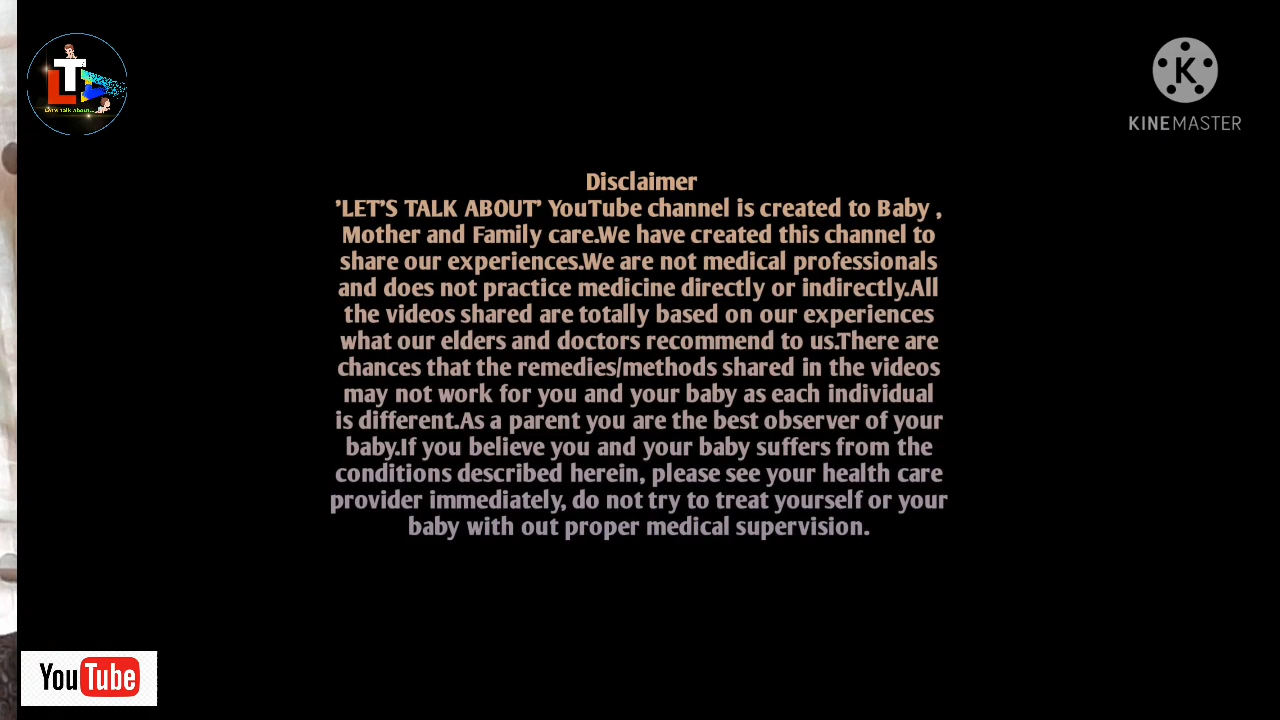 LT
Let's talk about...
K
KINEMASTER
Disclaimer
'LET'S TALK ABOUT' YouTube channel is created to Baby ,
Mother and Family care.We have created this channel to
share our experiences.We are not medical professionals
and does not practice medicine directly or indirectly.All
the videos shared are totally based on our experiences
what our elders and doctors recommend to us.There are
chances that the remedies/methods shared in the videos
may not work for you and your baby as each individual
is different.As a parent you are the best observer of your
baby.If you believe you and your baby suffers from the
conditions described herein, please see your health care
provider immediately, do not try to treat yourself or your
baby with out proper medical supervision.
YouTube